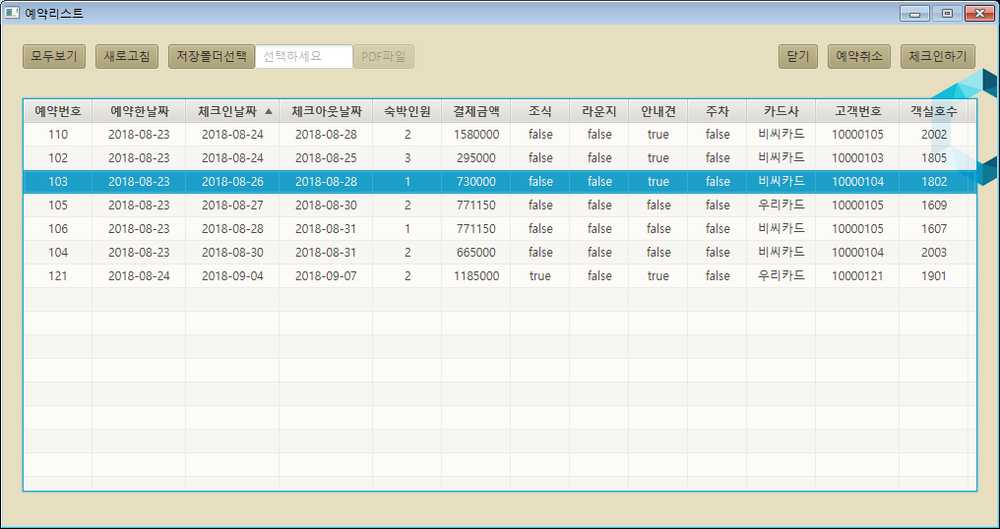 예약리스트
모두보기 새로고침 저장폴더선택 선택하세요 PDF파일 닫기 예약취소 체크인하기
예약번호 예약한날짜 체크인날짜 체크아웃날짜 숙박인원 결제금액 조식 라운지 안내견 주차 카드사 고객번호 객실호수
110 2018-08-23 2018-08-24 2018-08-28 2 1580000 false false true false 비씨카드 10000105 2002
102 2018-08-23 2018-08-24 2018-08-25 3 295000 false false true false 비씨카드 10000103 1805
103 2018-08-23 2018-08-26 2018-08-28 1 730000 false false true false 비씨카드 10000104 1802
105 2018-08-23 2018-08-27 2018-08-30 2 771150 false false false false 우리카드 10000105 1609
106 2018-08-23 2018-08-28 2018-08-31 1 771150 false false false false 비씨카드 10000105 1607
104 2018-08-23 2018-08-30 2018-08-31 2 665000 false false false false 비씨카드 10000104 2003
121 2018-08-24 2018-09-04 2018-09-07 2 1185000 true false true false 우리카드 10000121 1901